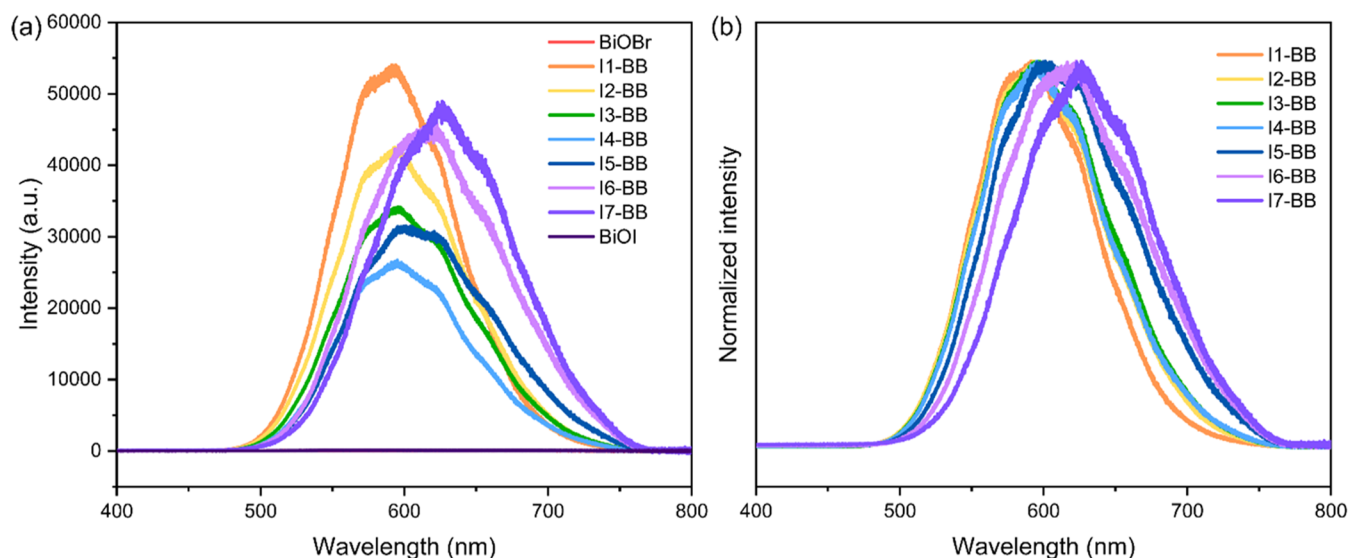 (a)
60000
50000
40000
30000
20000
10000
0
Intensity (a.u.)
BiOBr
I1-BB
I2-BB
I3-BB
I4-BB
I5-BB
I6-BB
I7-BB
BiOI
400 500 600 700 800
Wavelength (nm)
(b)
Normalized intensity
I1-BB
I2-BB
I3-BB
I4-BB
I5-BB
I6-BB
I7-BB
400 500 600 700 800
Wavelength (nm)